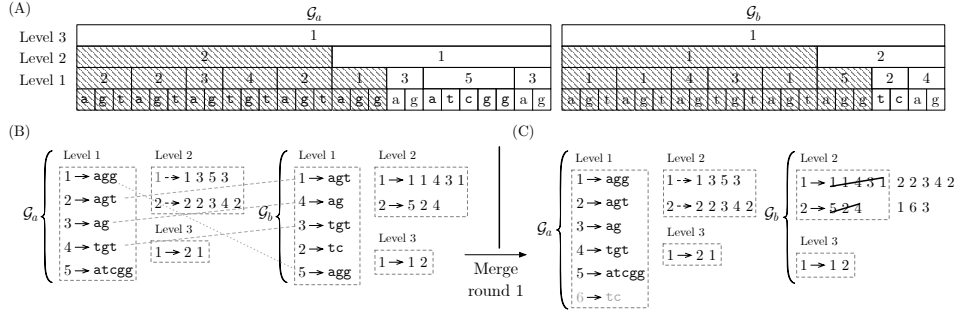 (A)
𝒢a 𝒢b
Level 3 1 1
Level 2 2 1 1 2
Level 1 2 2 3 4 2 1 3 5 3 1 1 4 3 1 5 2 4
a g t a g t a g t g t a g t a g g a g a t c g g a g a g t a g t a g t g t a g t a g g t c a g
(B)
𝒢a
Level 1
1 → agg
2 → agt
3 → ag
4 → tgt
5 → atcgg
Level 2
1 → 1 3 5 3
2 → 2 2 3 4 2
Level 3
1 → 2 1
𝒢b
Level 1
1 → agt
4 → ag
3 → tgt
2 → tc
5 → agg
Level 2
1 → 1 1 4 3 1
2 → 5 2 4
Level 3
1 → 1 2
Merge
round 1
(C)
𝒢a
Level 1
1 → agg
2 → agt
3 → ag
4 → tgt
5 → atcgg
6 → tc
Level 2
1 → 1 3 5 3
2 → 2 2 3 4 2
Level 3
1 → 2 1
𝒢b
Level 2
1 → 1 1 4 3 1 2 2 3 4 2
2 → 5 2 4 1 6 3
Level 3
1 → 1 2